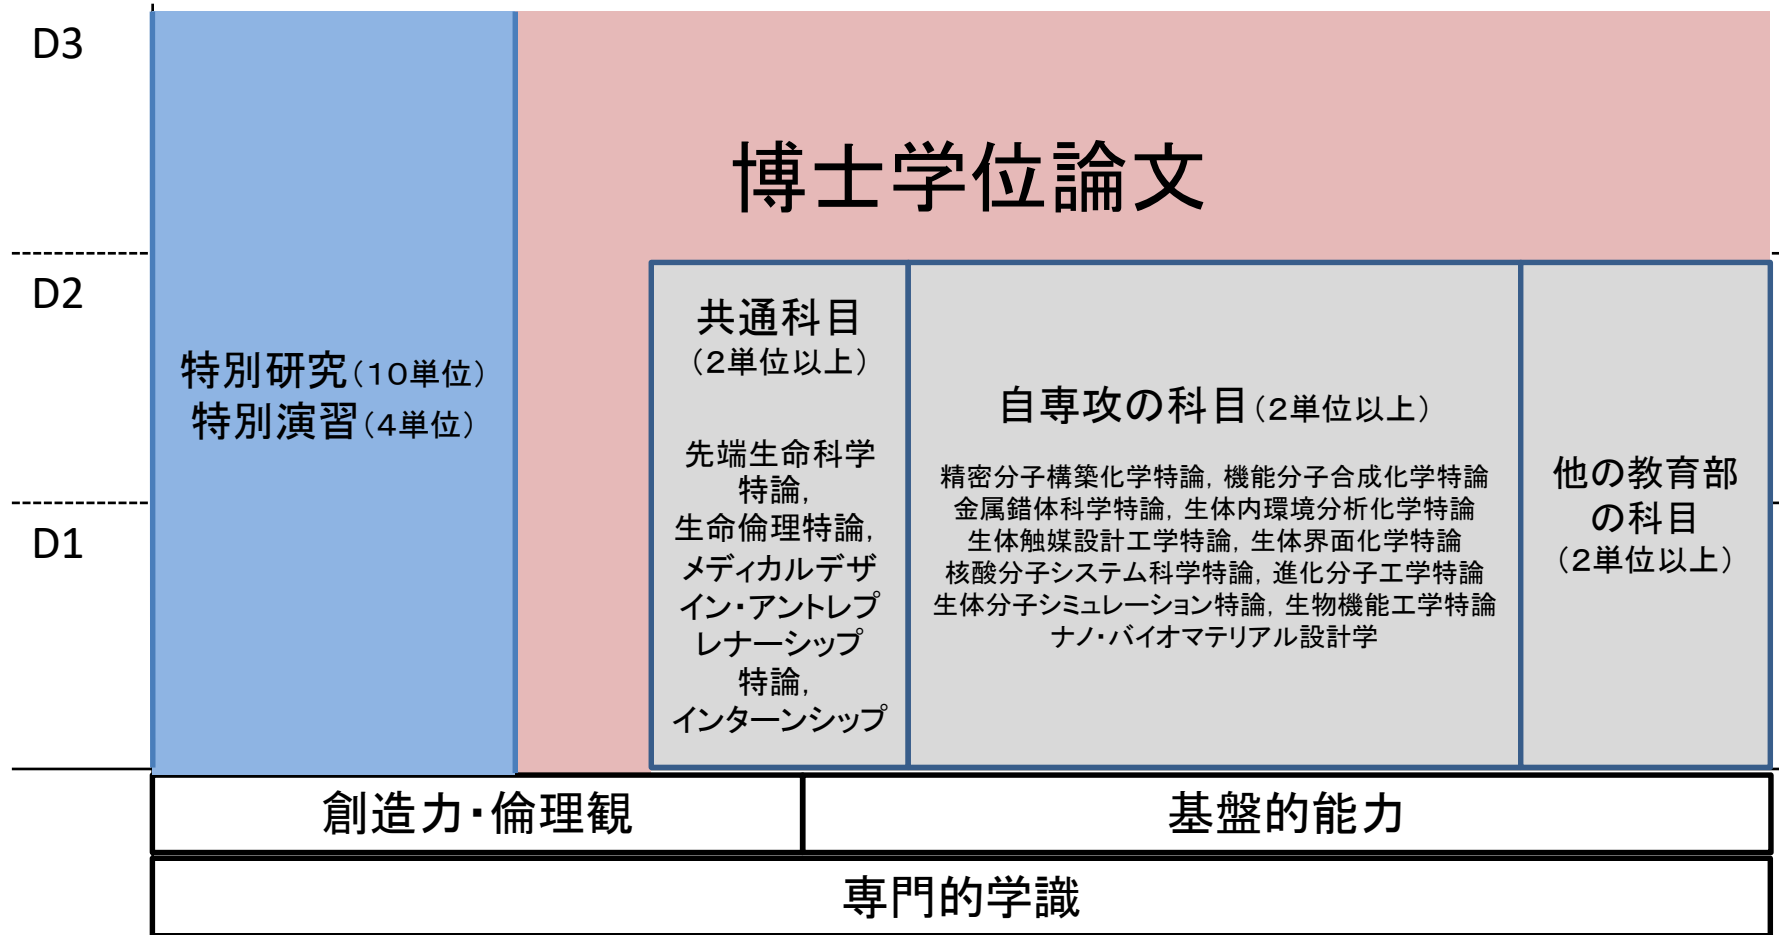 D3
D2
D1
博士学位論文
特別研究(10単位)
特別演習(4単位)
共通科目
(2単位以上)
先端生命科学
特論,
生命倫理特論,
メディカルデザ
イン・アントレプ
レナーシップ
特論,
インターンシップ
自専攻の科目(2単位以上)
精密分子構築化学特論, 機能分子合成化学特論
金属錯体科学特論, 生体内環境分析化学特論
生体触媒設計工学特論, 生体界面化学特論
核酸分子システム科学特論, 進化分子工学特論
生体分子シミュレーション特論, 生物機能工学特論
ナノ・バイオマテリアル設計学
他の教育部
の科目
(2単位以上)
創造力・倫理観
基盤的能力
専門的学識